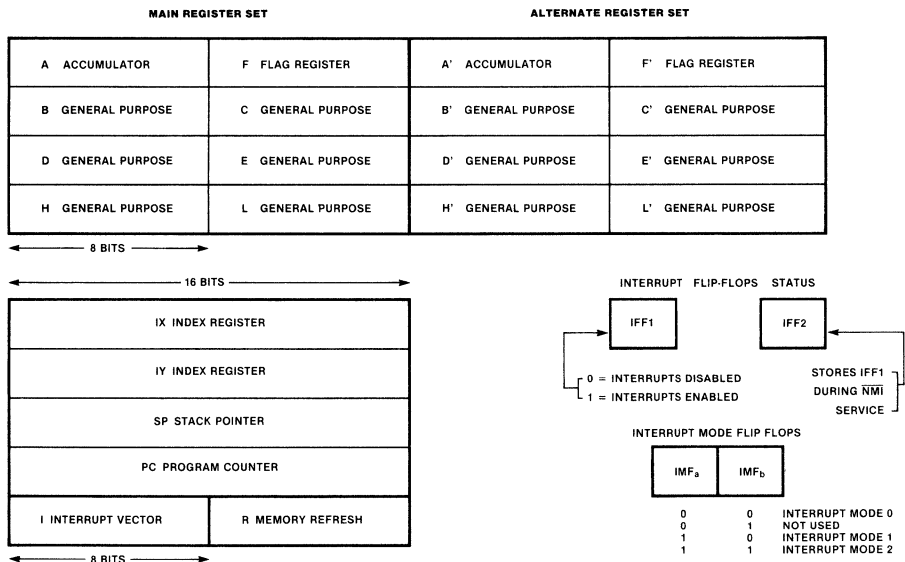 MAIN REGISTER SET
ALTERNATE REGISTER SET
A ACCUMULATOR
F FLAG REGISTER
A' ACCUMULATOR
F' FLAG REGISTER
B GENERAL PURPOSE
C GENERAL PURPOSE
B' GENERAL PURPOSE
C' GENERAL PURPOSE
D GENERAL PURPOSE
E GENERAL PURPOSE
D' GENERAL PURPOSE
E' GENERAL PURPOSE
H GENERAL PURPOSE
L GENERAL PURPOSE
H' GENERAL PURPOSE
L' GENERAL PURPOSE
8 BITS
16 BITS
IX INDEX REGISTER
IY INDEX REGISTER
SP STACK POINTER
PC PROGRAM COUNTER
I INTERRUPT VECTOR
R MEMORY REFRESH
8 BITS
INTERRUPT FLIP-FLOPS STATUS
IFF1
IFF2
0 = INTERRUPTS DISABLED
1 = INTERRUPTS ENABLED
STORES IFF1
DURING N̅M̅I̅
SERVICE
INTERRUPT MODE FLIP FLOPS
IMFa
IMFb
0 0 INTERRUPT MODE 0
0 1 NOT USED
1 0 INTERRUPT MODE 1
1 1 INTERRUPT MODE 2